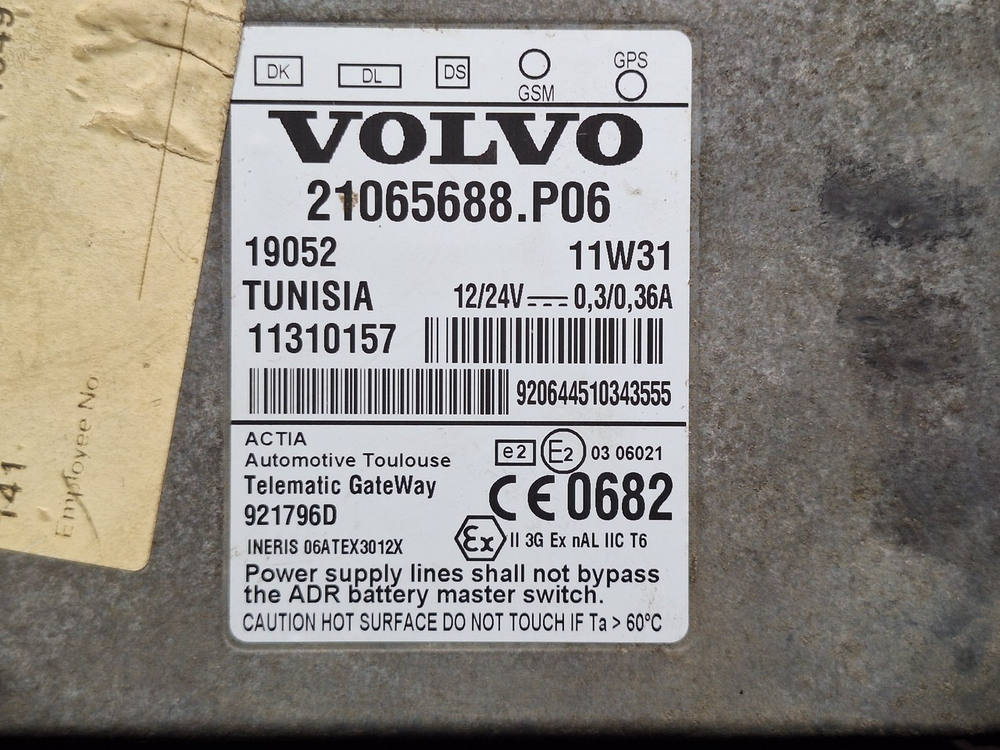 DK DL DS GSM GPS
VOLVO
21065688.P06
19052 11W31
TUNISIA 12/24V 0,3/0,36A
11310157
920644510343555
ACTIA
Automotive Toulouse
Telematic GateWay
921796D
e2 E2 03 06021
CE 0682
INERIS 06ATEX3012X
Ex II 3G Ex nAL IIC T6
Power supply lines shall not bypass
the ADR battery master switch.
CAUTION HOT SURFACE DO NOT TOUCH IF Ta > 60°C
Employee No
141